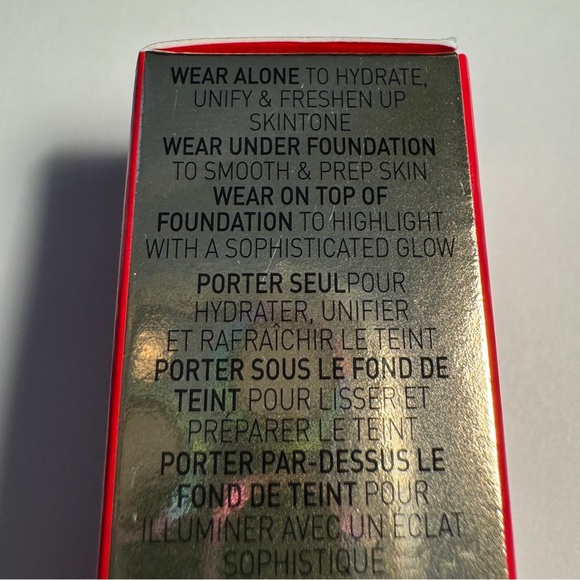 WEAR ALONE TO HYDRATE,
UNIFY & FRESHEN UP
SKINTONE
WEAR UNDER FOUNDATION
TO SMOOTH & PREP SKIN
WEAR ON TOP OF
FOUNDATION TO HIGHLIGHT
WITH A SOPHISTICATED GLOW
PORTER SEULPOUR
HYDRATER, UNIFIER
ET RAFRAÎCHIR LE TEINT
PORTER SOUS LE FOND DE
TEINT POUR LISSER ET
PRÉPARER LE TEINT
PORTER PAR-DESSUS LE
FOND DE TEINT POUR
ILLUMINER AVEC UN ÉCLAT
SOPHISTIQUÉ